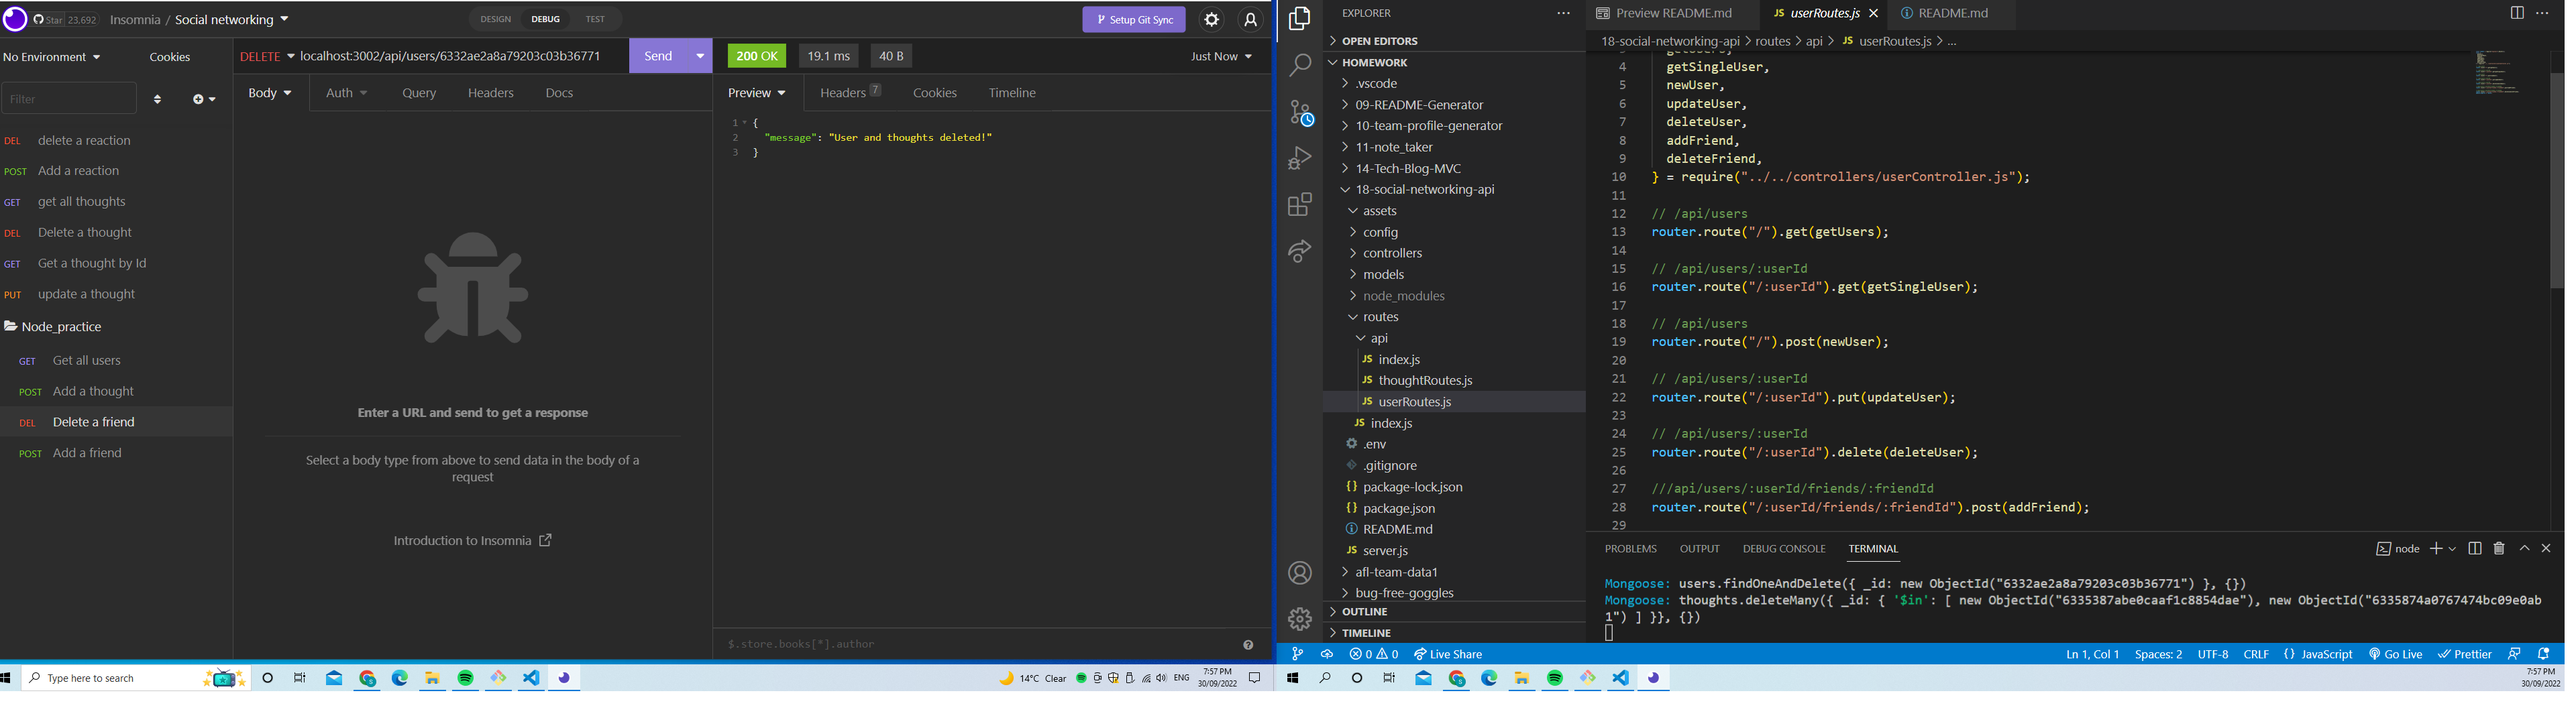 Star 23,692
Insomnia / Social networking
DESIGN DEBUG TEST
Setup Git Sync
No Environment
Cookies
DELETE localhost:3002/api/users/6332ae2a8a79203c03b36771
Send
200 OK 19.1 ms 40 B
Just Now
Filter
Body Auth Query Headers Docs
Preview Headers 7 Cookies Timeline
DEL delete a reaction
POST Add a reaction
GET get all thoughts
DEL Delete a thought
GET Get a thought by Id
PUT update a thought
Node_practice
GET Get all users
POST Add a thought
DEL Delete a friend
POST Add a friend
Enter a URL and send to get a response
Select a body type from above to send data in the body of a
request
Introduction to Insomnia
1 {
2 "message": "User and thoughts deleted!"
3 }
$.store.books[*].author
Type here to search
14°C Clear
ENG
7:57 PM
30/09/2022
EXPLORER
OPEN EDITORS
HOMEWORK
.vscode
09-README-Generator
10-team-profile-generator
11-note_taker
14-Tech-Blog-MVC
18-social-networking-api
assets
config
controllers
models
node_modules
routes
api
JS index.js
JS thoughtRoutes.js
JS userRoutes.js
JS index.js
.env
.gitignore
{} package-lock.json
{} package.json
README.md
JS server.js
afl-team-data1
bug-free-goggles
OUTLINE
TIMELINE
Preview README.md
JS userRoutes.js
README.md
18-social-networking-api > routes > api > JS userRoutes.js > ...
4 getSingleUser,
5 newUser,
6 updateUser,
7 deleteUser,
8 addFriend,
9 deleteFriend,
10 } = require("../../controllers/userController.js");
11
12 // /api/users
13 router.route("/").get(getUsers);
14
15 // /api/users/:userId
16 router.route("/:userId").get(getSingleUser);
17
18 // /api/users
19 router.route("/").post(newUser);
20
21 // /api/users/:userId
22 router.route("/:userId").put(updateUser);
23
24 // /api/users/:userId
25 router.route("/:userId").delete(deleteUser);
26
27 ///api/users/:userId/friends/:friendId
28 router.route("/:userId/friends/:friendId").post(addFriend);
29
PROBLEMS OUTPUT DEBUG CONSOLE TERMINAL
node
Mongoose: users.findOneAndDelete({ _id: new ObjectId("6332ae2a8a79203c03b36771") }, {})
Mongoose: thoughts.deleteMany({ _id: { '$in': [ new ObjectId("6335387abe0caaf1c8854dae"), new ObjectId("6335874a0767474bc09e0ab
1") ] }}, {})
0 0 Live Share
Ln 1, Col 1 Spaces: 2 UTF-8 CRLF {} JavaScript Go Live Prettier
7:57 PM
30/09/2022